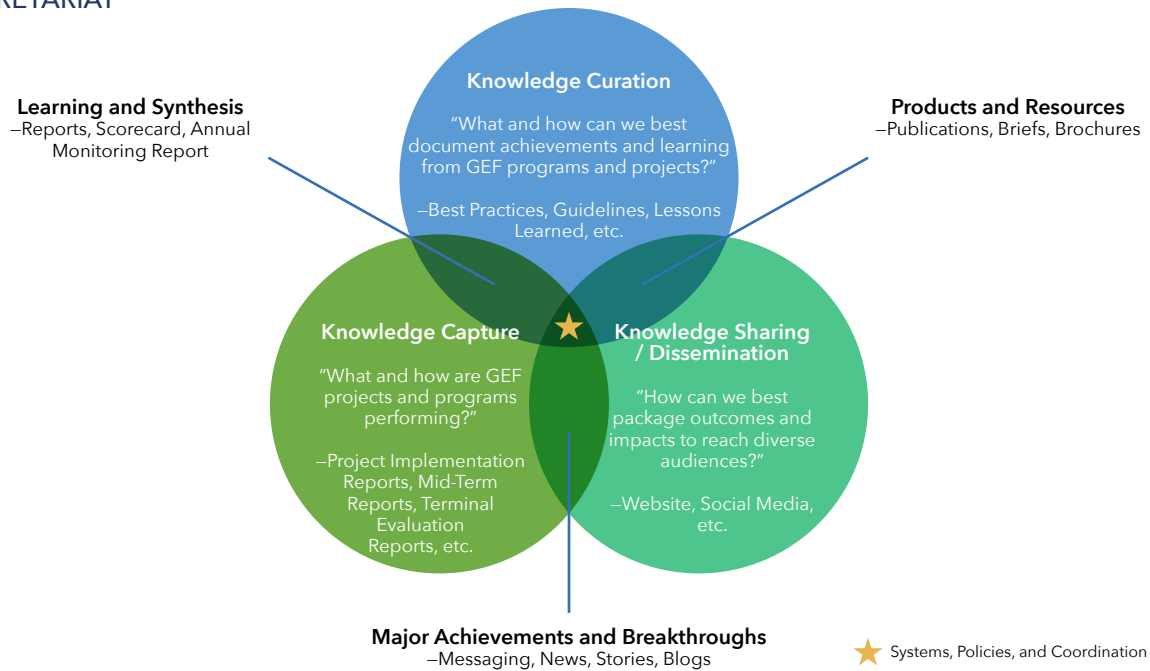 Knowledge Curation
“What and how can we best
document achievements and learning
from GEF programs and projects?”
—Best Practices, Guidelines, Lessons
Learned, etc.
Learning and Synthesis
—Reports, Scorecard, Annual
Monitoring Report
Products and Resources
—Publications, Briefs, Brochures
Knowledge Capture
“What and how are GEF
projects and programs
performing?”
—Project Implementation
Reports, Mid-Term
Reports, Terminal
Evaluation
Reports, etc.
Knowledge Sharing
/ Dissemination
“How can we best
package outcomes and
impacts to reach diverse
audiences?”
—Website, Social Media,
etc.
Major Achievements and Breakthroughs
—Messaging, News, Stories, Blogs
Systems, Policies, and Coordination